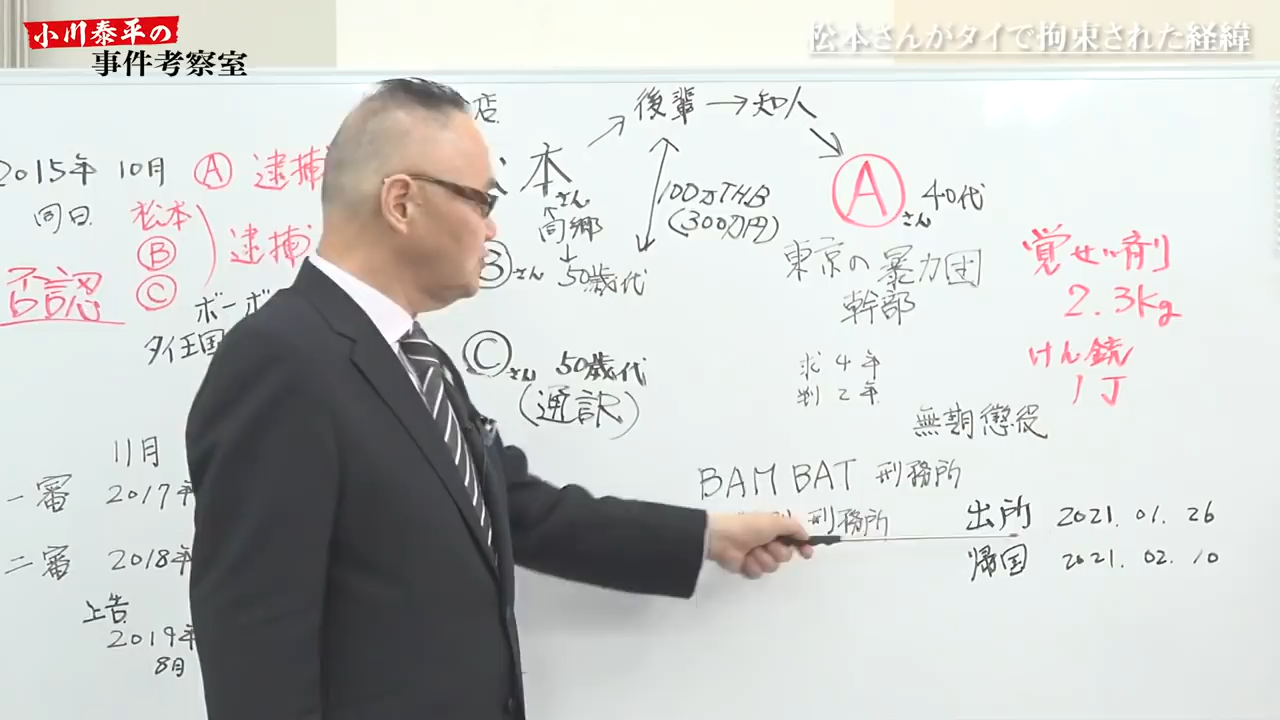 小川泰平の
事件考察室
松本さんがタイで拘束された経緯
店
後輩→知人
2015年 10月 Ⓐ 逮捕
同日 松本
Ⓑ
Ⓒ
逮捕
否認
ボーボ
タイ王国
本
さん
同郷
100万THB
(300万円)
Ⓐさん 40代
さん 50歳代
Ⓒさん 50歳代
(通訳)
東京の暴力団
幹部
覚せい剤
2.3kg
けん銃
1丁
求 4年
判 2年
無期懲役
11月
一審 2017年
二審 2018年
上告
2019年
8月
BAM BAT 刑務所
刑務所
出所 2021.01.26
帰国 2021.02.10